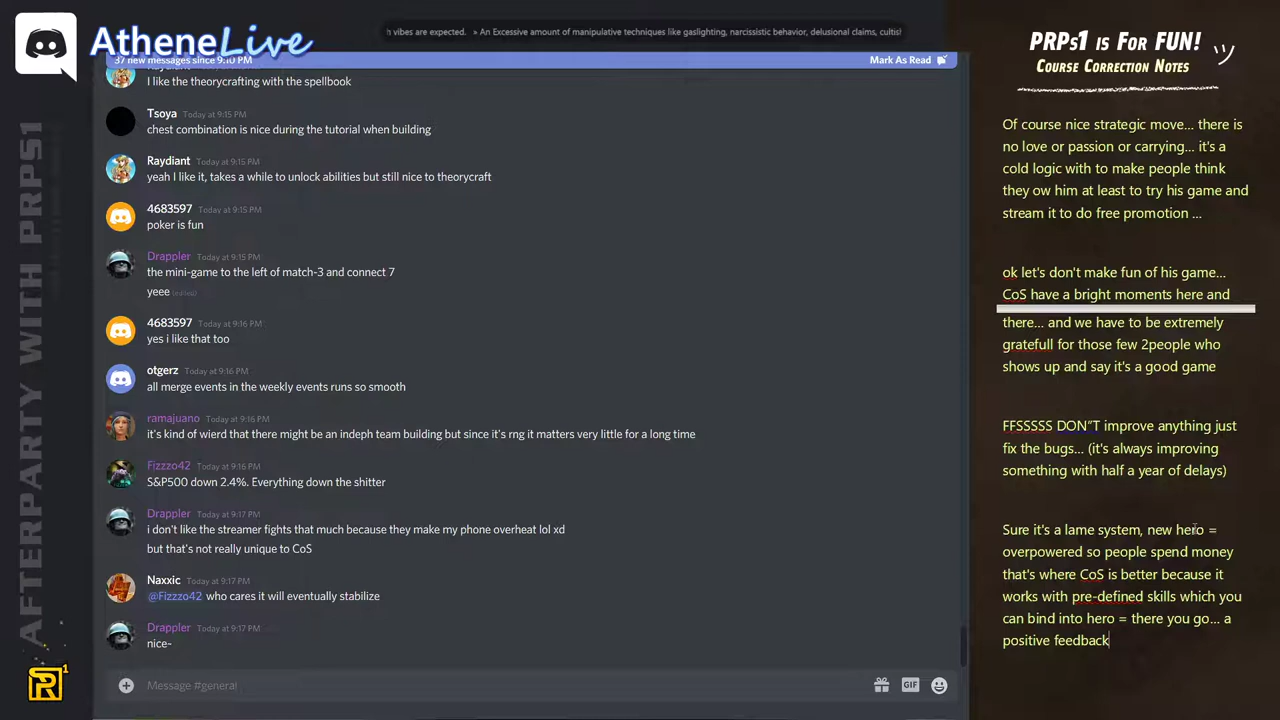 AtheneLive
h vibes are expected.   > An Excessive amount of manipulative techniques like gaslighting, narcissistic behavior, delusional claims, cultis
AFTERPARTY WITH PRPS1
37 new messages since 9:10 PM
Mark As Read
Raydiant
I like the theorycrafting with the spellbook
Tsoya Today at 9:15 PM
chest combination is nice during the tutorial when building
Raydiant Today at 9:15 PM
yeah I like it, takes a while to unlock abilities but still nice to theorycraft
4683597 Today at 9:15 PM
poker is fun
Drappler Today at 9:15 PM
the mini-game to the left of match-3 and connect 7
yeee (edited)
4683597 Today at 9:16 PM
yes i like that too
otgerz Today at 9:16 PM
all merge events in the weekly events runs so smooth
ramajuano Today at 9:16 PM
it's kind of wierd that there might be an indeph team building but since it's rng it matters very little for a long time
Fizzzo42 Today at 9:16 PM
S&P500 down 2.4%. Everything down the shitter
Drappler Today at 9:17 PM
i don't like the streamer fights that much because they make my phone overheat lol xd
but that's not really unique to CoS
Naxxic Today at 9:17 PM
@Fizzzo42 who cares it will eventually stabilize
Drappler Today at 9:17 PM
nice-
Message #general
GIF
R1
PRPs1 is For FUN!
Course Correction Notes
ツ
Of course nice strategic move... there is
no love or passion or carrying... it's a
cold logic with to make people think
they ow him at least to try his game and
stream it to do free promotion ...
ok let's don't make fun of his game...
CoS have a bright moments here and
there... and we have to be extremely
gratefull for those few 2people who
shows up and say it's a good game
FFSSSSS DON"T improve anything just
fix the bugs... (it's always improving
something with half a year of delays)
Sure it's a lame system, new hero =
overpowered so people spend money
that's where CoS is better because it
works with pre-defined skills which you
can bind into hero = there you go... a
positive feedback